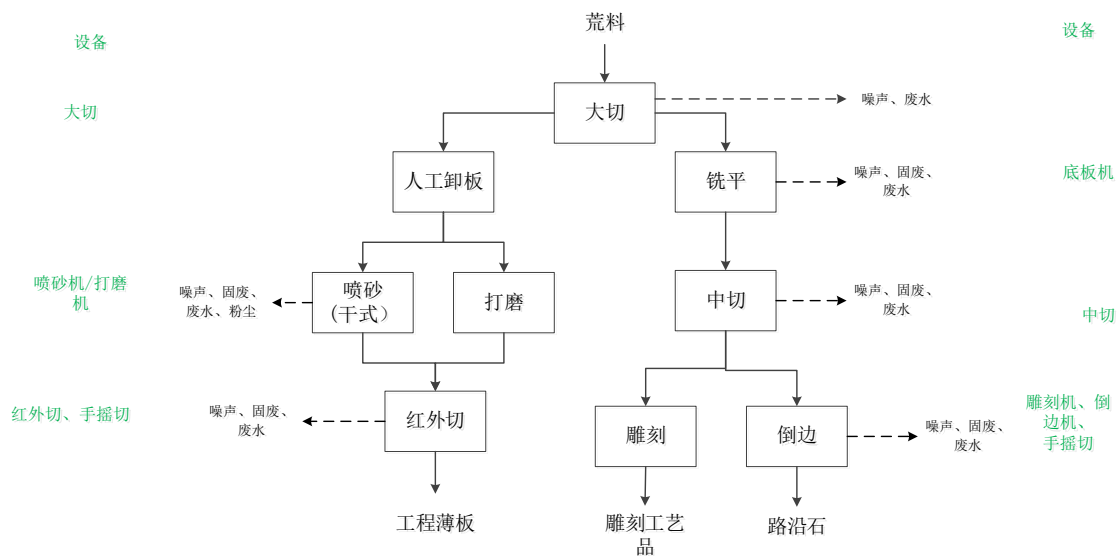 荒料
设备
设备
大切
大切
噪声、废水
人工卸板
铣平
噪声、固废、
废水
底板机
喷砂机/打磨
机
噪声、固废、
废水、粉尘
喷砂
(干式）
打磨
中切
噪声、固废、
废水
中切
红外切、手摇切
噪声、固废、
废水
红外切
雕刻
倒边
噪声、固废、
废水
雕刻机、倒
边机、
手摇切
工程薄板
雕刻工艺
品
路沿石